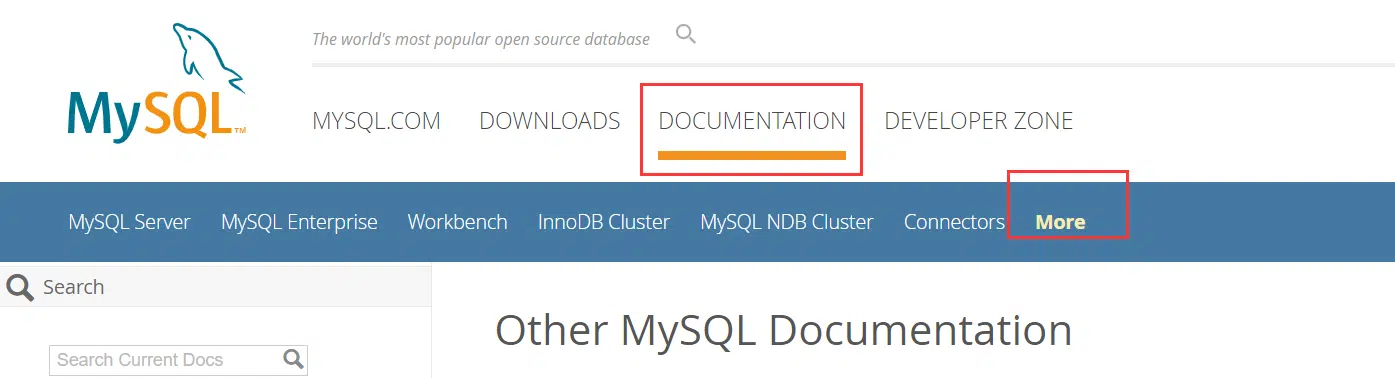 The world's most popular open source database
MySQL™
MYSQL.COM DOWNLOADS DOCUMENTATION DEVELOPER ZONE
MySQL Server MySQL Enterprise Workbench InnoDB Cluster MySQL NDB Cluster Connectors More
Search
Other MySQL Documentation
Search Current Docs